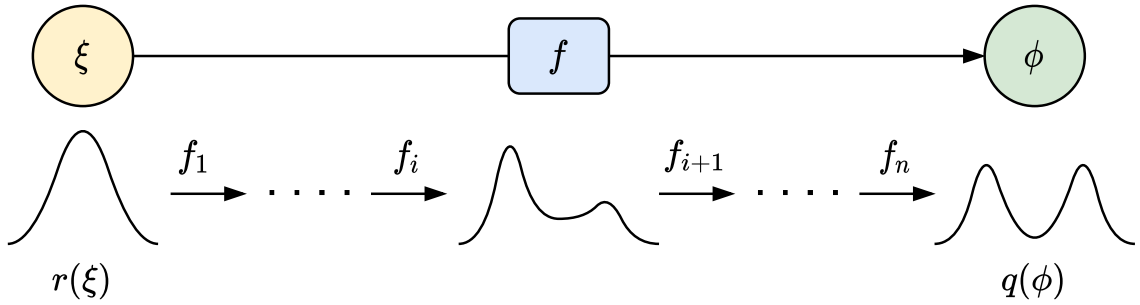 ξ f ϕ
f₁ . . . . fᵢ fᵢ₊₁ . . . . fₙ
r(ξ) q(ϕ)